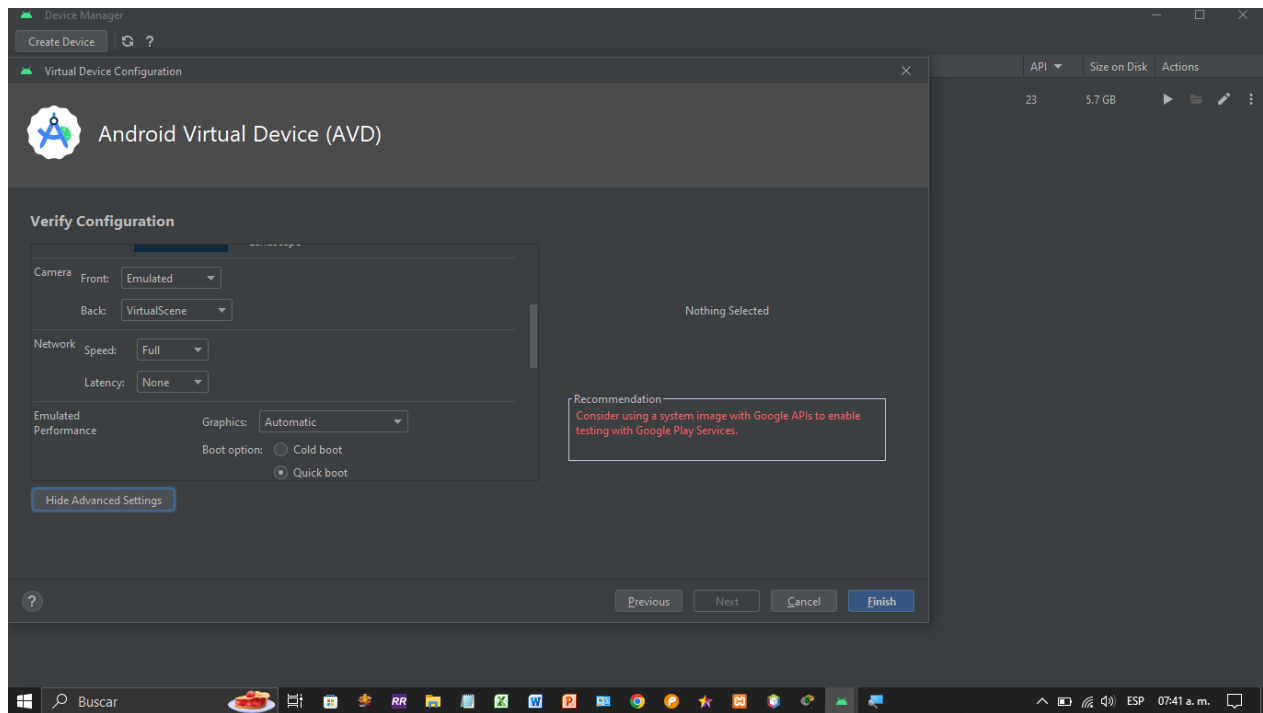 Device Manager
Create Device
?
Virtual Device Configuration
API
Size on Disk
Actions
23
5.7 GB
Android Virtual Device (AVD)
Verify Configuration
Landscape
Camera
Front:
Emulated
Back:
VirtualScene
Nothing Selected
Network
Speed:
Full
Latency:
None
Recommendation
Consider using a system image with Google APIs to enable
testing with Google Play Services.
Emulated
Performance
Graphics:
Automatic
Boot option:
Cold boot
Quick boot
Hide Advanced Settings
?
Previous
Next
Cancel
Finish
Buscar
RR
X
W
P
ESP
07:41 a. m.